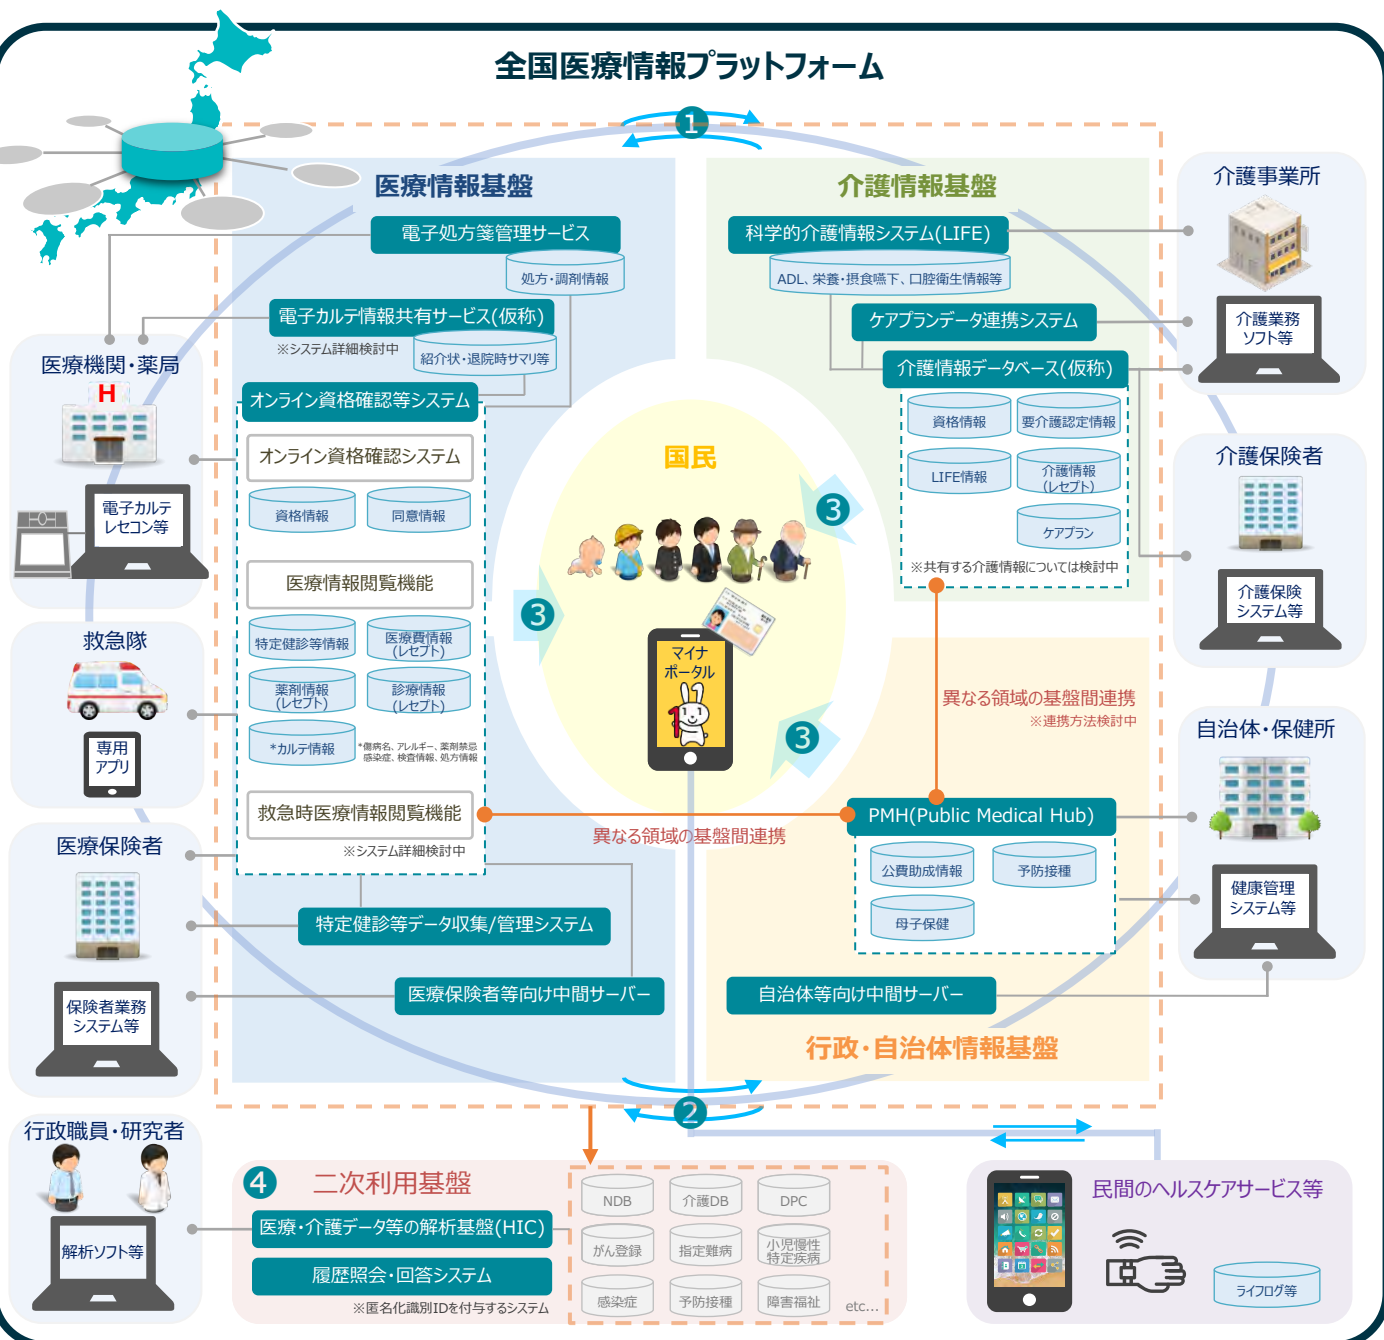 全国医療情報プラットフォーム
1
医療情報基盤
電子処方箋管理サービス
処方・調剤情報
電子カルテ情報共有サービス(仮称)
※システム詳細検討中
紹介状・退院時サマリ等
オンライン資格確認等システム
オンライン資格確認システム
資格情報
同意情報
医療情報閲覧機能
特定健診等情報
医療費情報
(レセプト)
薬剤情報
(レセプト)
診療情報
(レセプト)
*カルテ情報
*傷病名、アレルギー、薬剤禁忌
感染症、検査情報、処方情報
救急時医療情報閲覧機能
※システム詳細検討中
特定健診等データ収集/管理システム
医療保険者等向け中間サーバー
介護情報基盤
科学的介護情報システム(LIFE)
ADL、栄養・摂食嚥下、口腔衛生情報等
ケアプランデータ連携システム
介護情報データベース(仮称)
資格情報
要介護認定情報
LIFE情報
介護情報
(レセプト)
ケアプラン
※共有する介護情報については検討中
国民
3
3
3
マイナ
ポータル
1
異なる領域の基盤間連携
※連携方法検討中
異なる領域の基盤間連携
PMH(Public Medical Hub)
公費助成情報
予防接種
母子保健
自治体等向け中間サーバー
行政・自治体情報基盤
2
医療機関・薬局
H
電子カルテ
レセコン等
救急隊
専用
アプリ
医療保険者
保険者業務
システム等
行政職員・研究者
解析ソフト等
介護事業所
介護業務
ソフト等
介護保険者
介護保険
システム等
自治体・保健所
健康管理
システム等
4
二次利用基盤
医療・介護データ等の解析基盤(HIC)
履歴照会・回答システム
※匿名化識別IDを付与するシステム
NDB
介護DB
DPC
がん登録
指定難病
小児慢性
特定疾病
感染症
予防接種
障害福祉
etc...
民間のヘルスケアサービス等
ライフログ等